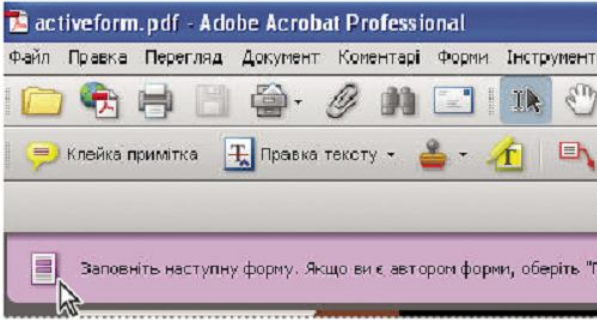 activeform.pdf - Adobe Acrobat Professional
Файл Правка Перегляд Документ Коментарі Форми Інструмент
Клейка примітка Правка тексту
Заповніть наступну форму. Якщо ви є автором форми, оберіть "